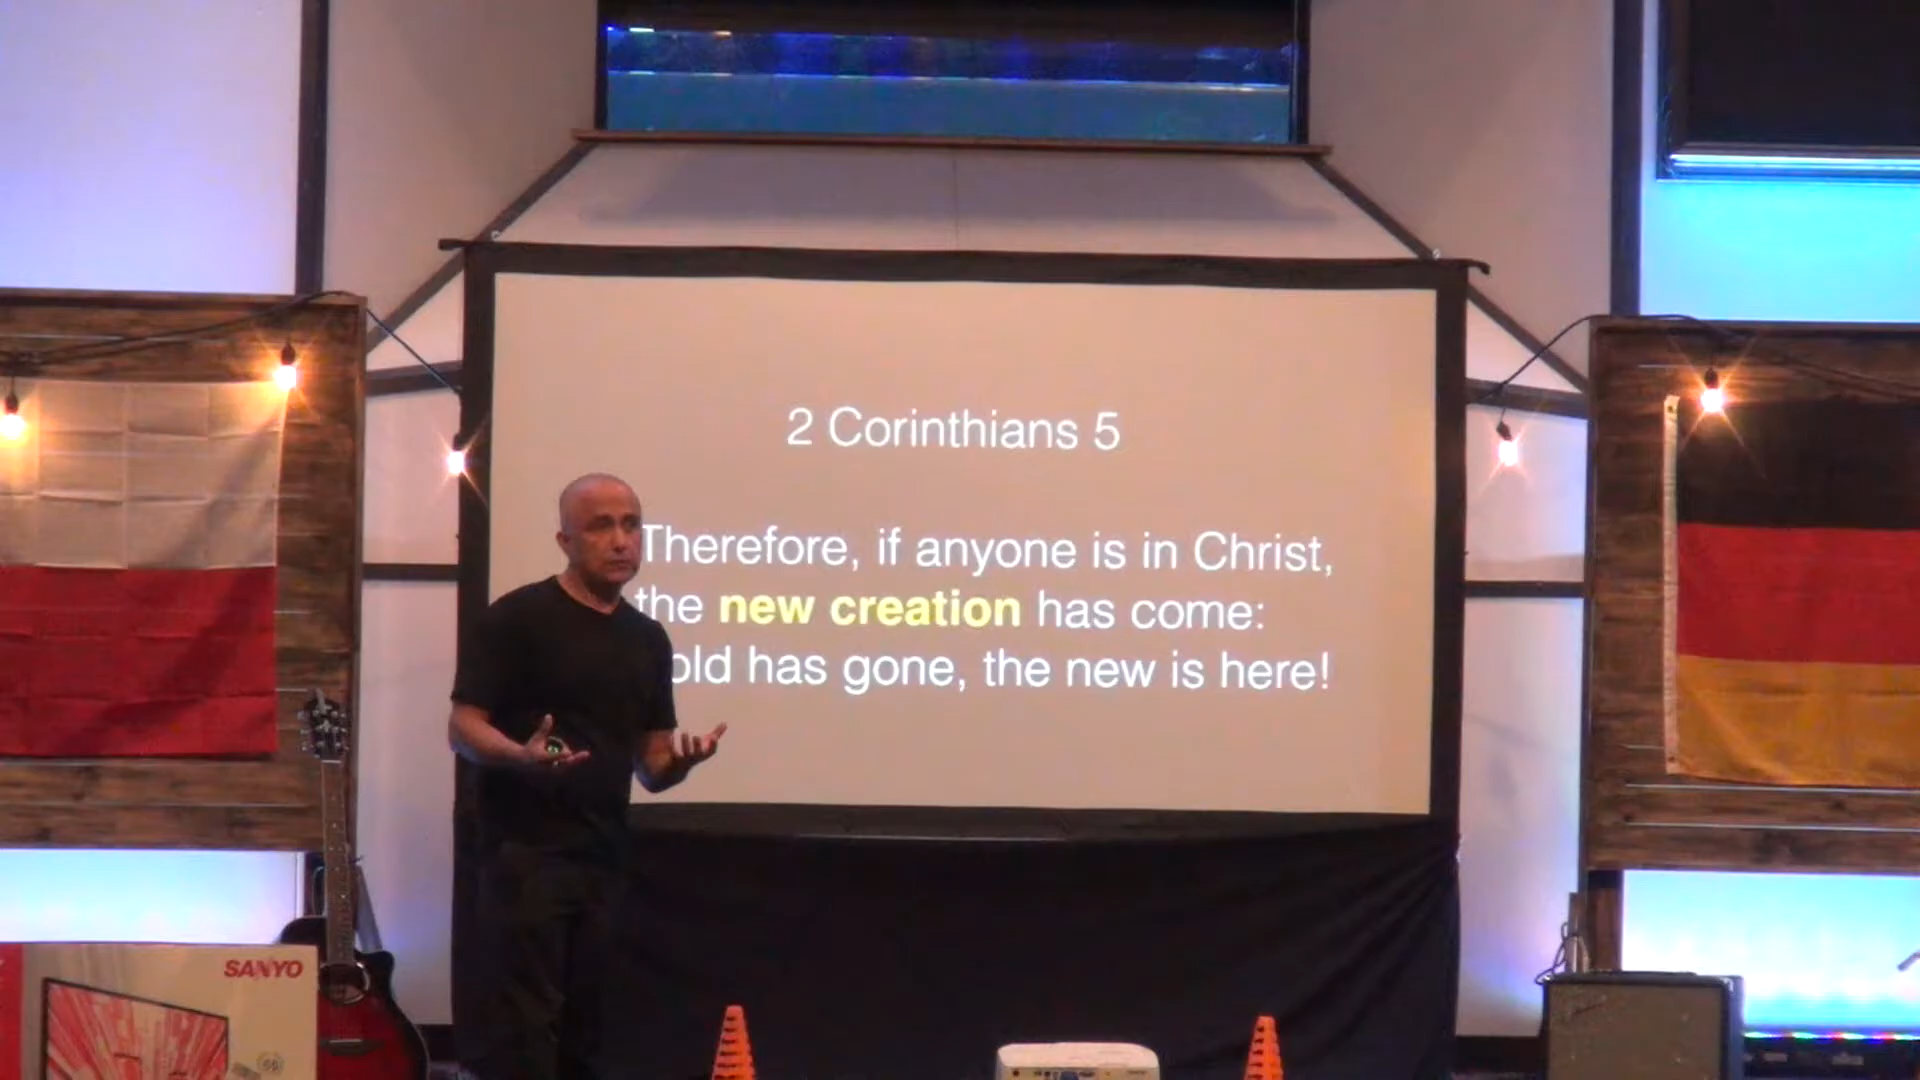 2 Corinthians 5
Therefore, if anyone is in Christ,
the new creation has come:
old has gone, the new is here!
SANYO